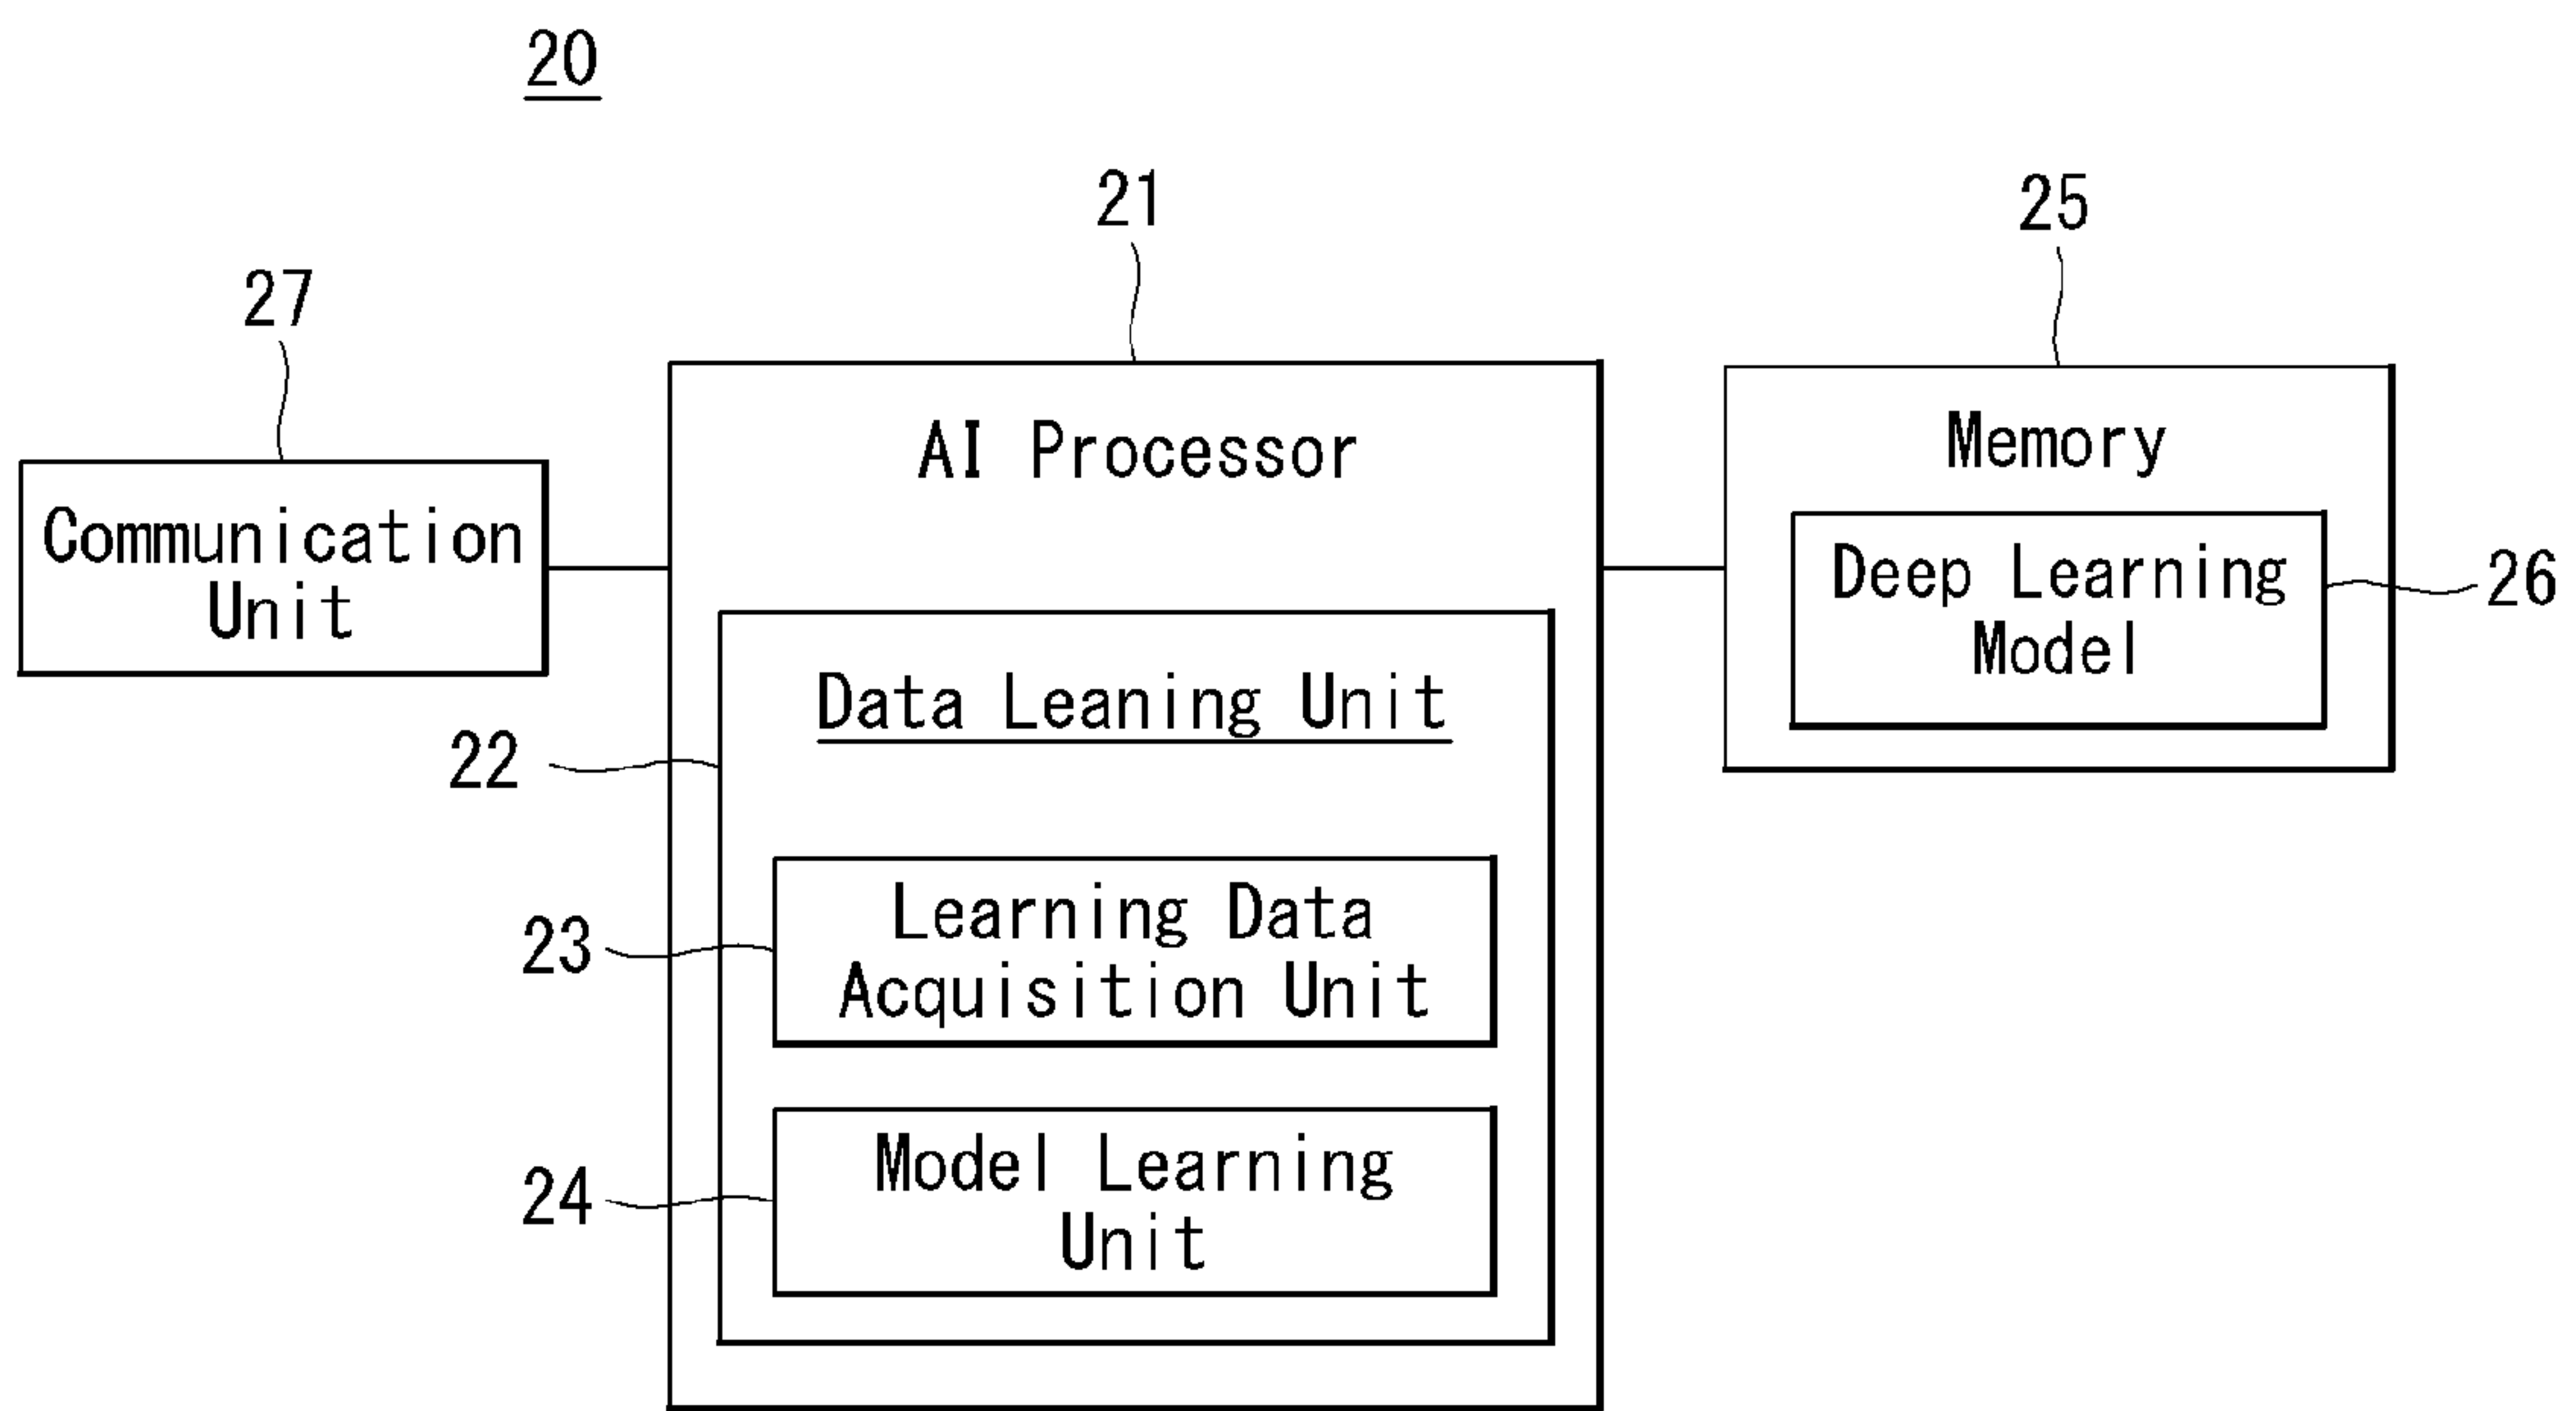 20
21
25
27
AI Processor
Memory
Communication
Unit
Deep Learning
Model
26
Data Leaning Unit
22
Learning Data
Acquisition Unit
23
Model Learning
Unit
24